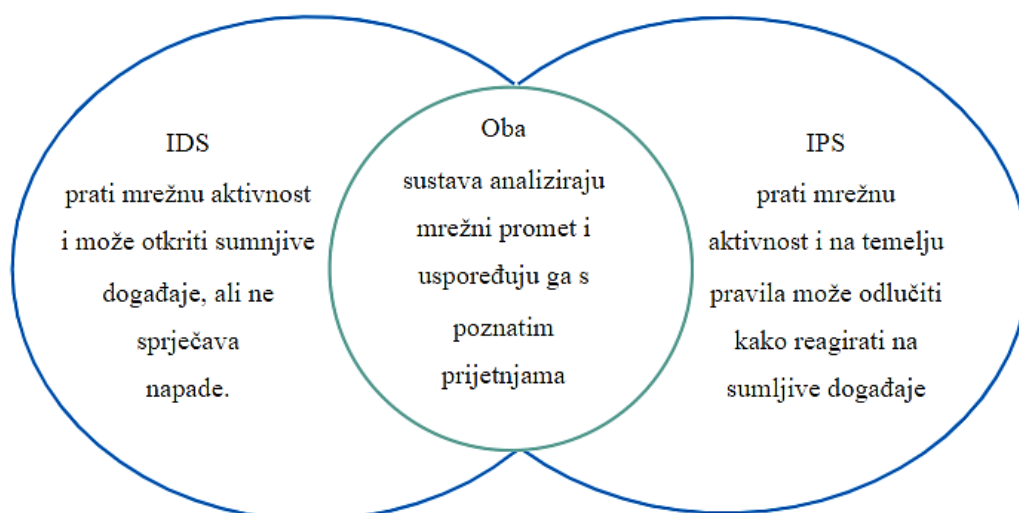 IDS
prati mrežnu aktivnost
i može otkriti sumnjive
događaje, ali ne
sprječava
napade.
Oba
sustava analiziraju
mrežni promet i
uspoređuju ga s
poznatim
prijetnjama
IPS
prati mrežnu
aktivnost i na temelju
pravila može odlučiti
kako reagirati na
sumljive događaje